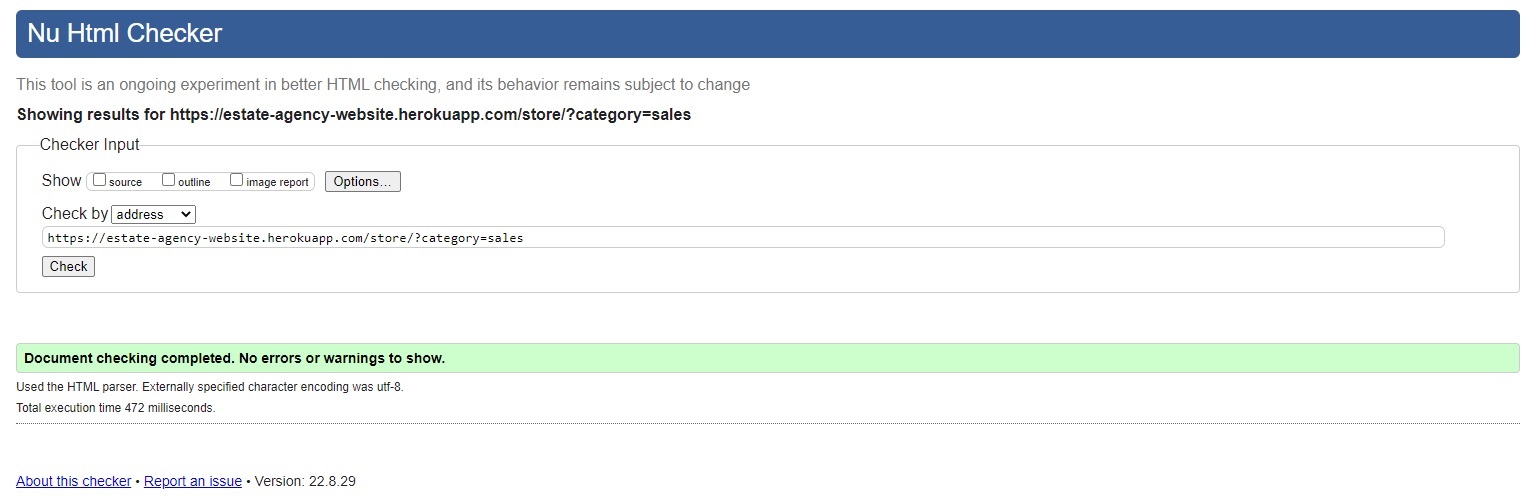 Nu Html Checker
This tool is an ongoing experiment in better HTML checking, and its behavior remains subject to change
Showing results for https://estate-agency-website.herokuapp.com/store/?category=sales
Checker Input
Show source outline image report Options...
Check by address
https://estate-agency-website.herokuapp.com/store/?category=sales
Check
Document checking completed. No errors or warnings to show.
Used the HTML parser. Externally specified character encoding was utf-8.
Total execution time 472 milliseconds.
About this checker • Report an issue • Version: 22.8.29